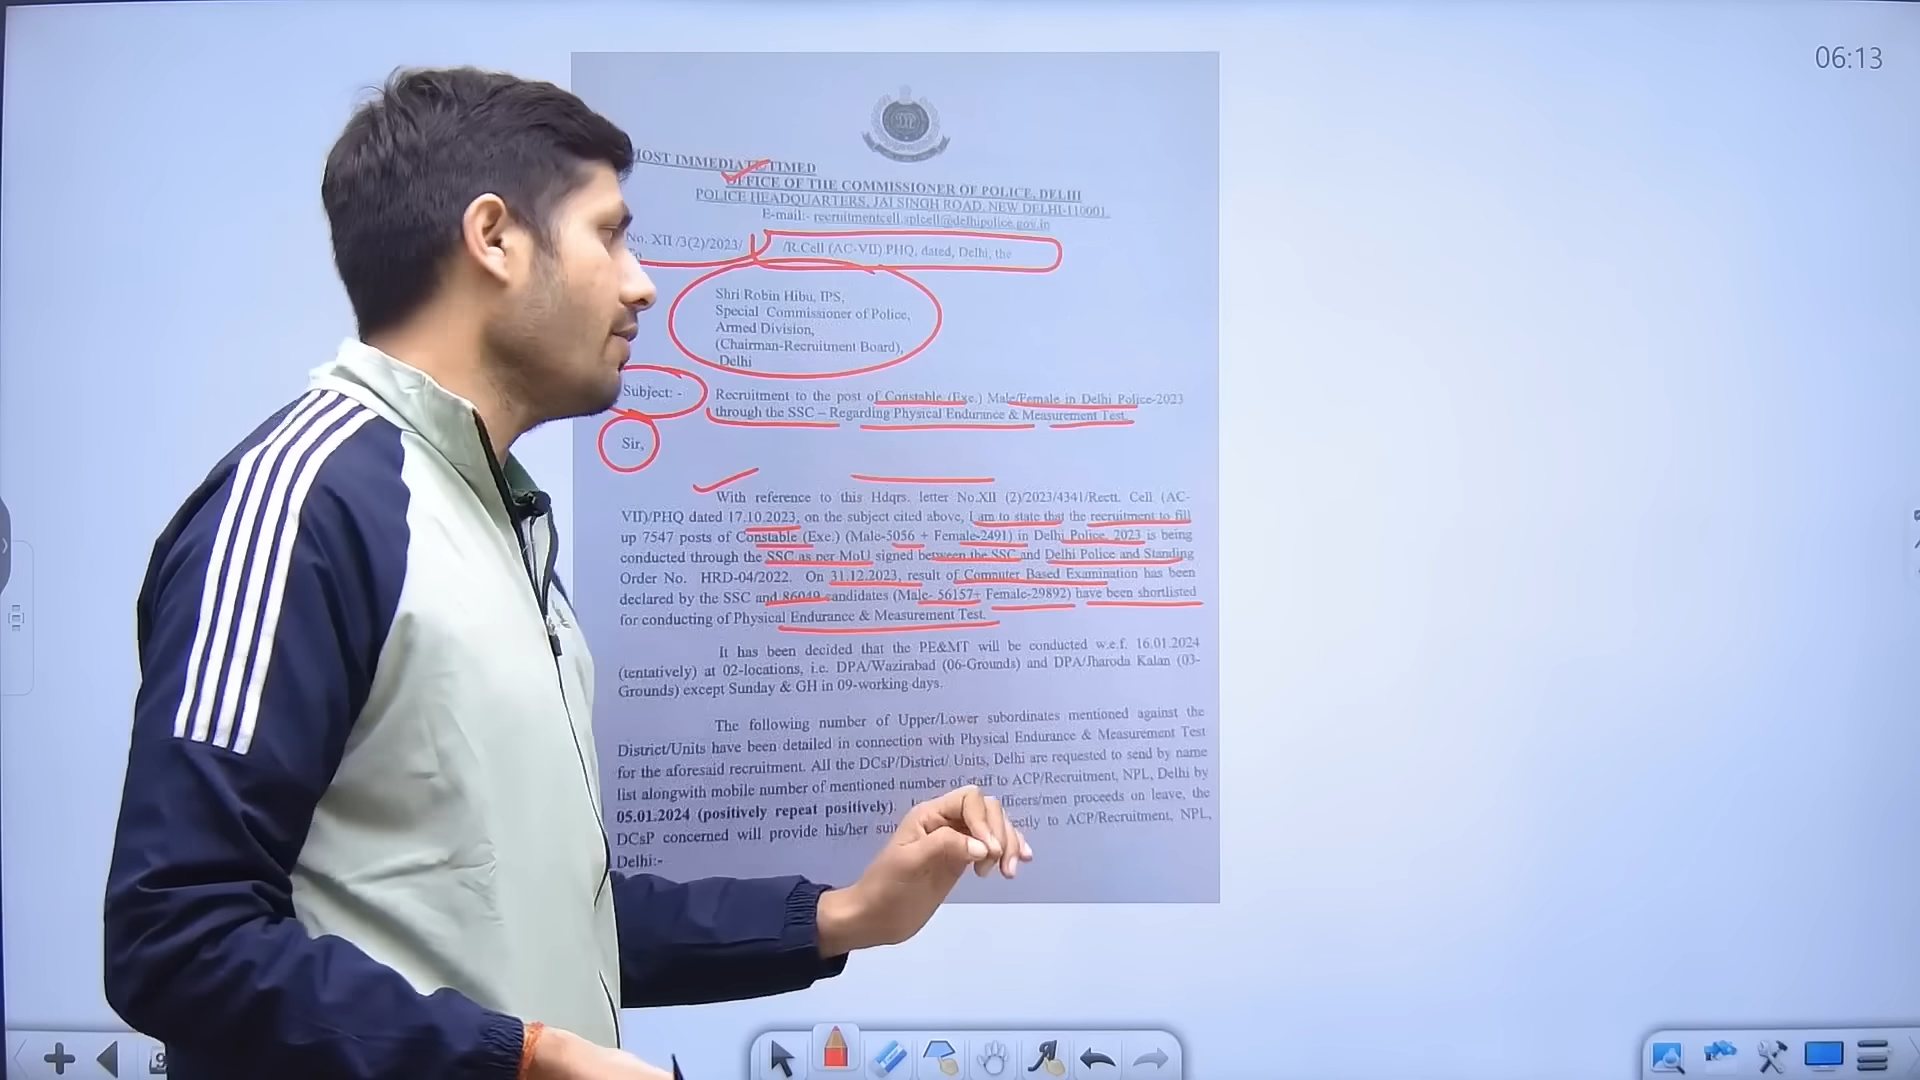 06:13
MOST IMMEDIATE/TIMED
OFFICE OF THE COMMISSIONER OF POLICE, DELHI
POLICE HEADQUARTERS, JAI SINGH ROAD, NEW DELHI-110001.
E-mail:- recruitmentcell.splcell@delhipolice.gov.in
No. XII /3(2)/2023/ /R.Cell (AC-VII) PHQ, dated, Delhi, the
To
Shri Robin Hibu, IPS,
Special Commissioner of Police,
Armed Division,
(Chairman-Recruitment Board),
Delhi
Subject: - Recruitment to the post of Constable (Exe.) Male/Female in Delhi Police-2023
through the SSC – Regarding Physical Endurance & Measurement Test.
Sir,
With reference to this Hdqrs. letter No.XII (2)/2023/4341/Rectt. Cell (AC-
VII)/PHQ dated 17.10.2023, on the subject cited above, I am to state that the recruitment to fill
up 7547 posts of Constable (Exe.) (Male-5056 + Female-2491) in Delhi Police, 2023 is being
conducted through the SSC as per MoU signed between the SSC and Delhi Police and Standing
Order No. HRD-04/2022. On 31.12.2023, result of Computer Based Examination has been
declared by the SSC and 86049 candidates (Male- 56157+ Female-29892) have been shortlisted
for conducting of Physical Endurance & Measurement Test.
It has been decided that the PE&MT will be conducted w.e.f. 16.01.2024
(tentatively) at 02-locations, i.e. DPA/Wazirabad (06-Grounds) and DPA/Jharoda Kalan (03-
Grounds) except Sunday & GH in 09-working days.
The following number of Upper/Lower subordinates mentioned against the
District/Units have been detailed in connection with Physical Endurance & Measurement Test
for the aforesaid recruitment. All the DCsP/District/ Units, Delhi are requested to send by name
list alongwith mobile number of mentioned number of staff to ACP/Recruitment, NPL, Delhi by
05.01.2024 (positively repeat positively). officers/men proceeds on leave, the
DCsP concerned will provide his/her to ACP/Recruitment, NPL,
Delhi:-